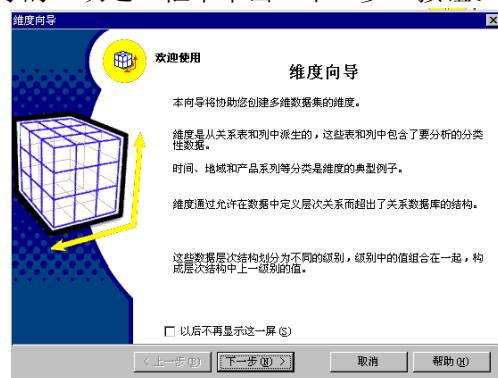 维度向导
欢迎使用
维度向导
本向导将协助您创建多维数据集的维度。
维度是从关系表和列中派生的，这些表和列中包含了要分析的分类
性数据。
时间、地域和产品系列等分类是维度的典型例子。
维度通过允许在数据中定义层次关系而超出了关系数据库的结构。
这些数据层次结构划分为不同的级别，级别中的值组合在一起，构
成层次结构中上一级别的值。
以后不再显示这一屏(S)
< 上一步(B) 下一步(N) > 取消 帮助(H)